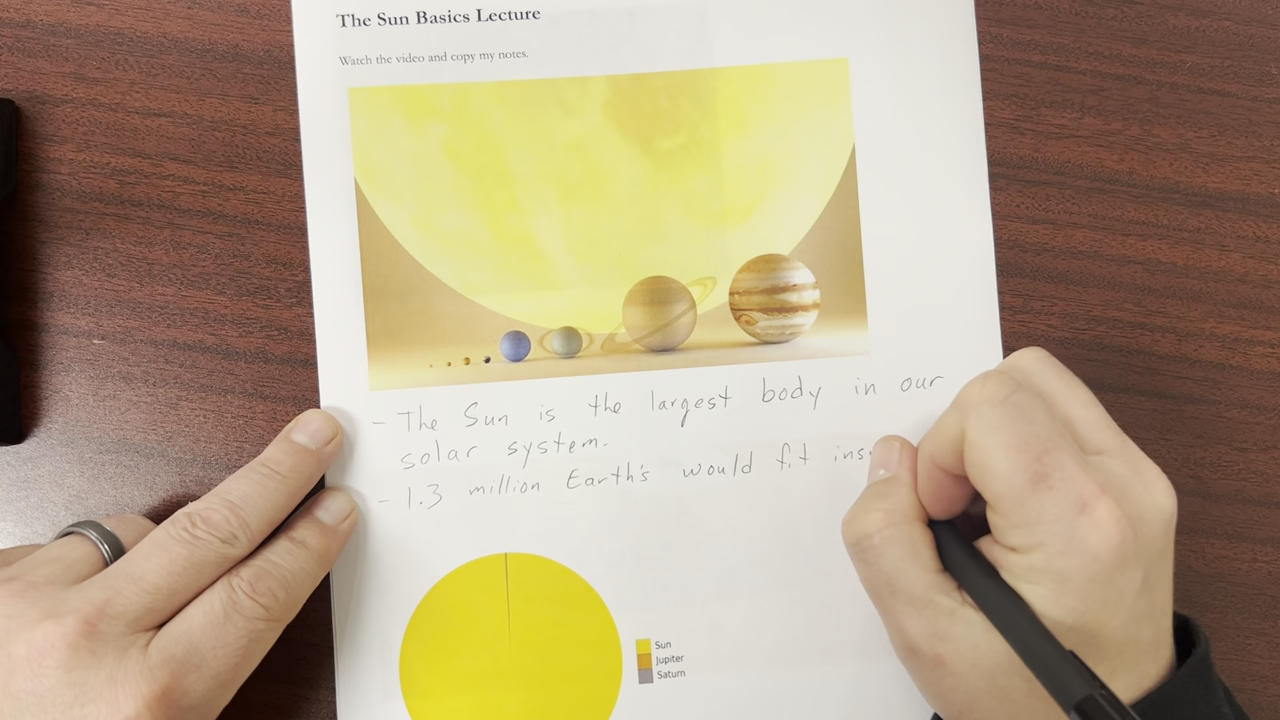 The Sun Basics Lecture
Watch the video and copy my notes.
- The Sun is the largest body in our
solar system.
- 1.3 million Earth's would fit
Sun
Jupiter
Saturn